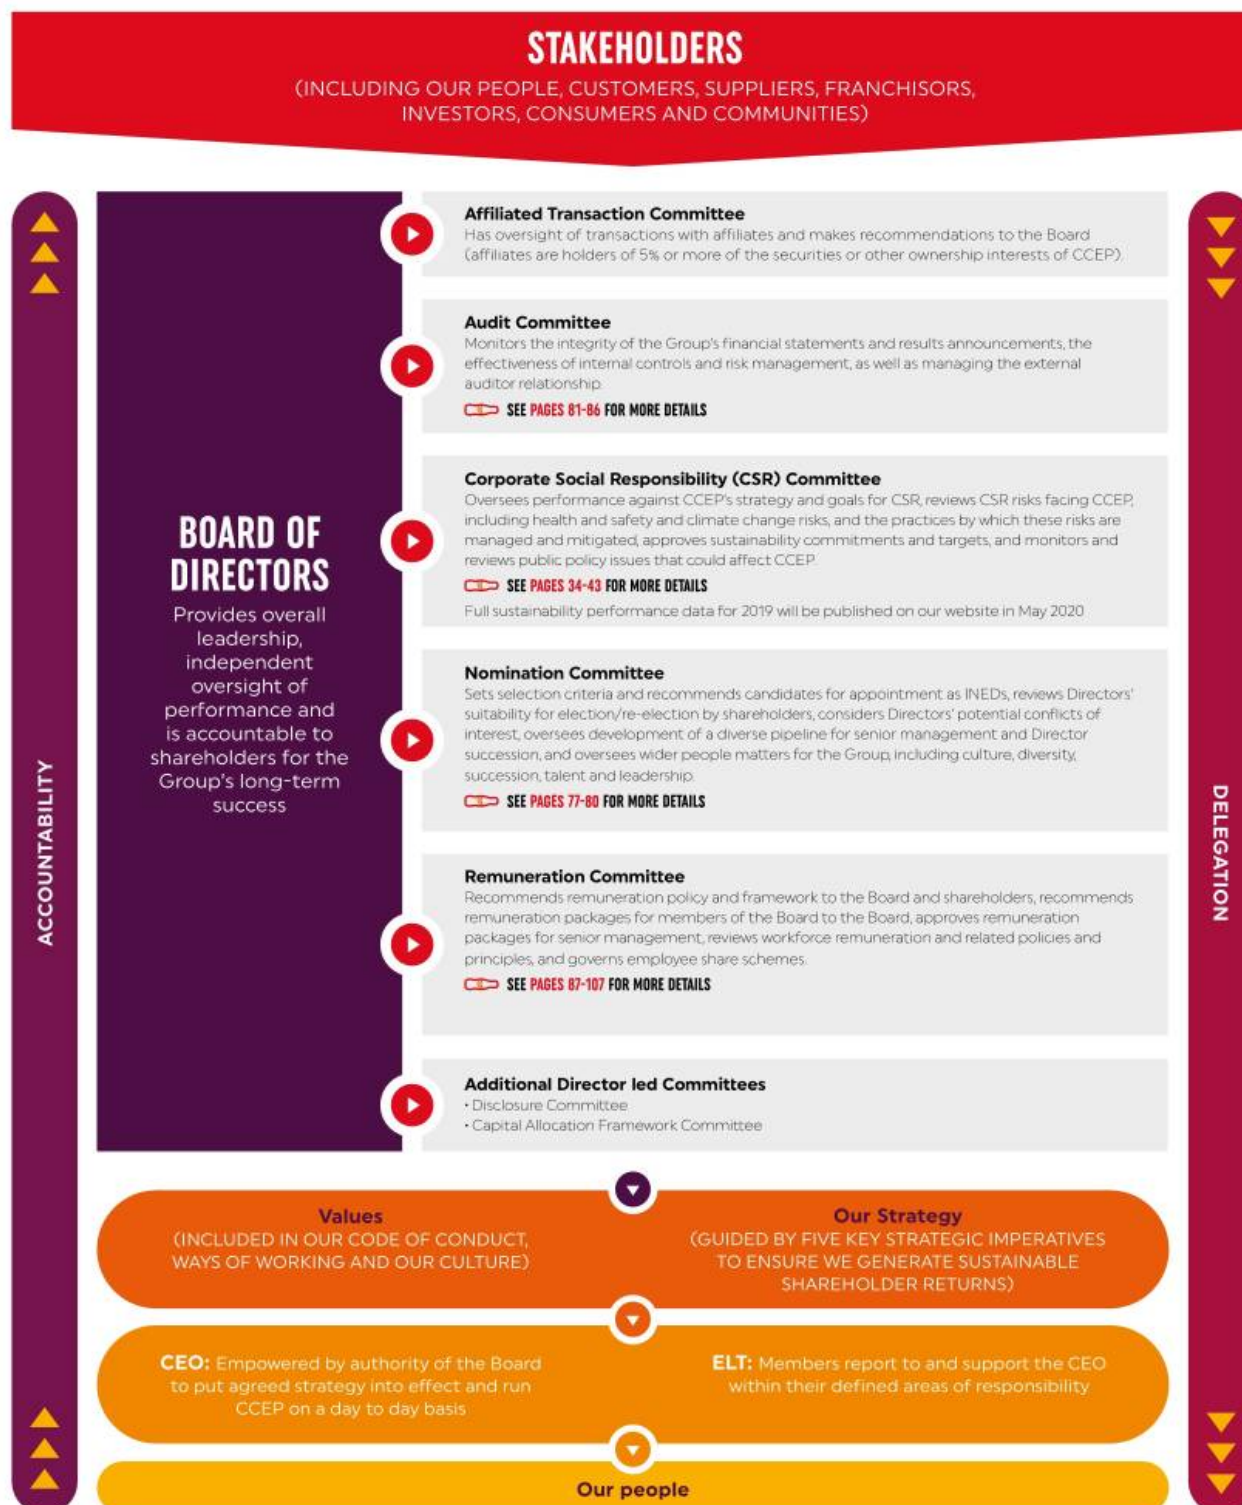 STAKEHOLDERS
(INCLUDING OUR PEOPLE, CUSTOMERS, SUPPLIERS, FRANCHISORS,
INVESTORS, CONSUMERS AND COMMUNITIES)
ACCOUNTABILITY
BOARD OF
DIRECTORS
Provides overall
leadership,
independent
oversight of
performance and
is accountable to
shareholders for the
Group's long-term
success
Affiliated Transaction Committee
Has oversight of transactions with affiliates and makes recommendations to the Board
(affiliates are holders of 5% or more of the securities or other ownership interests of CCEP).
Audit Committee
Monitors the integrity of the Group's financial statements and results announcements, the
effectiveness of internal controls and risk management, as well as managing the external
auditor relationship.
SEE PAGES 81-86 FOR MORE DETAILS
Corporate Social Responsibility (CSR) Committee
Oversees performance against CCEP's strategy and goals for CSR, reviews CSR risks facing CCEP,
including health and safety and climate change risks, and the practices by which these risks are
managed and mitigated, approves sustainability commitments and targets, and monitors and
reviews public policy issues that could affect CCEP.
SEE PAGES 34-43 FOR MORE DETAILS
Full sustainability performance data for 2019 will be published on our website in May 2020
Nomination Committee
Sets selection criteria and recommends candidates for appointment as INEDs, reviews Directors'
suitability for election/re-election by shareholders, considers Directors' potential conflicts of
interest, oversees development of a diverse pipeline for senior management and Director
succession, and oversees wider people matters for the Group, including culture, diversity,
succession, talent and leadership.
SEE PAGES 77-80 FOR MORE DETAILS
Remuneration Committee
Recommends remuneration policy and framework to the Board and shareholders, recommends
remuneration packages for members of the Board to the Board, approves remuneration
packages for senior management, reviews workforce remuneration and related policies and
principles, and governs employee share schemes.
SEE PAGES 87-107 FOR MORE DETAILS
Additional Director led Committees
• Disclosure Committee
• Capital Allocation Framework Committee
DELEGATION
Values
(INCLUDED IN OUR CODE OF CONDUCT,
WAYS OF WORKING AND OUR CULTURE)
Our Strategy
(GUIDED BY FIVE KEY STRATEGIC IMPERATIVES
TO ENSURE WE GENERATE SUSTAINABLE
SHAREHOLDER RETURNS)
CEO: Empowered by authority of the Board
to put agreed strategy into effect and run
CCEP on a day to day basis
ELT: Members report to and support the CEO
within their defined areas of responsibility
Our people